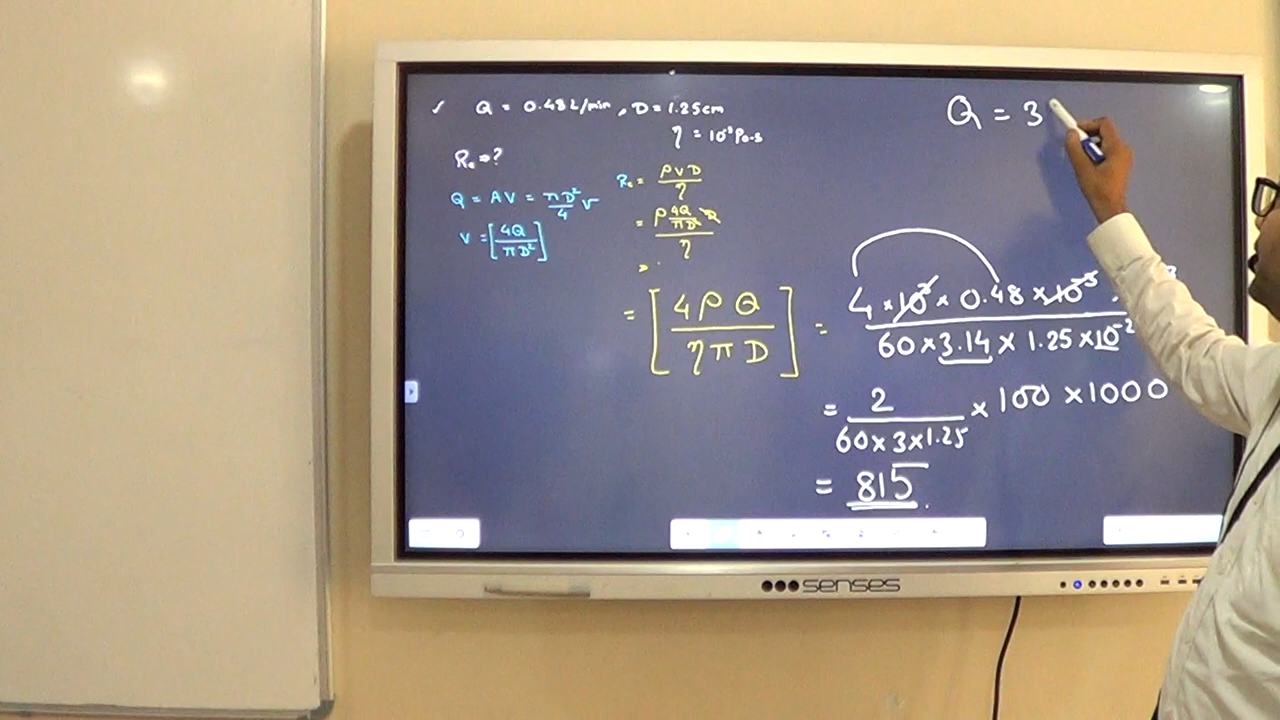 ✓ Q = 0.48 L/min, D = 1.25 cm
η = 10⁻³ Pa-s
Re ⇒ ?
Q = AV = πD²/4 v
V = [4Q/πD²]
Re = ρVD/η
= ρ 4Q/πD² D / η
= [4ρQ/ηπD]
= 4 × 10³ × 0.48 × 10⁻³ / 60 × 3.14 × 1.25 × 10⁻²
= 2/60 × 3 × 1.25 × 100 × 1000
= 815
Q = 3
senses